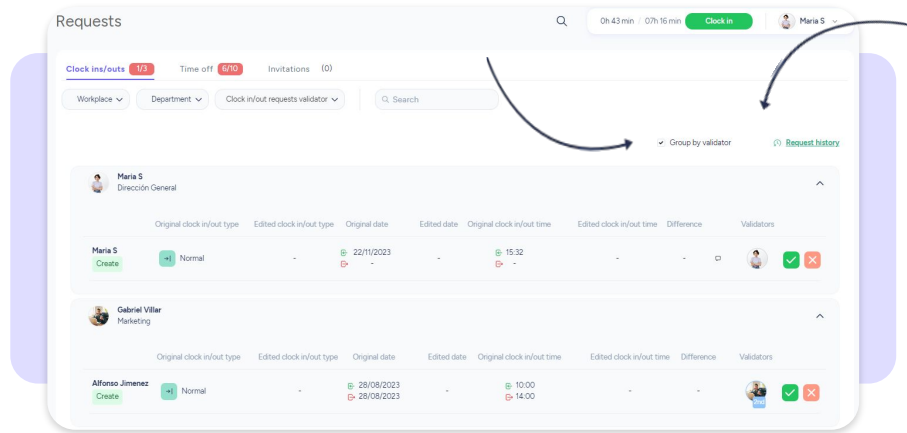 Requests
0h 43 min / 07h 16 min Clock in Maria S
Clock ins/outs 1/3 Time off 6/10 Invitations (0)
Workplace Department Clock in/out requests validator Search
Group by validator Request history
Maria S
Dirección General
Original clock in/out type Edited clock in/out type Original date Edited date Original clock in/out time Edited clock in/out time Difference Validators
Maria S
Create Normal - 22/11/2023 - - 15:32 - - -
Gabriel Villar
Marketing
Original clock in/out type Edited clock in/out type Original date Edited date Original clock in/out time Edited clock in/out time Difference Validators
Alfonso Jimenez
Create Normal - 28/08/2023 - 10:00 - -
28/08/2023 14:00